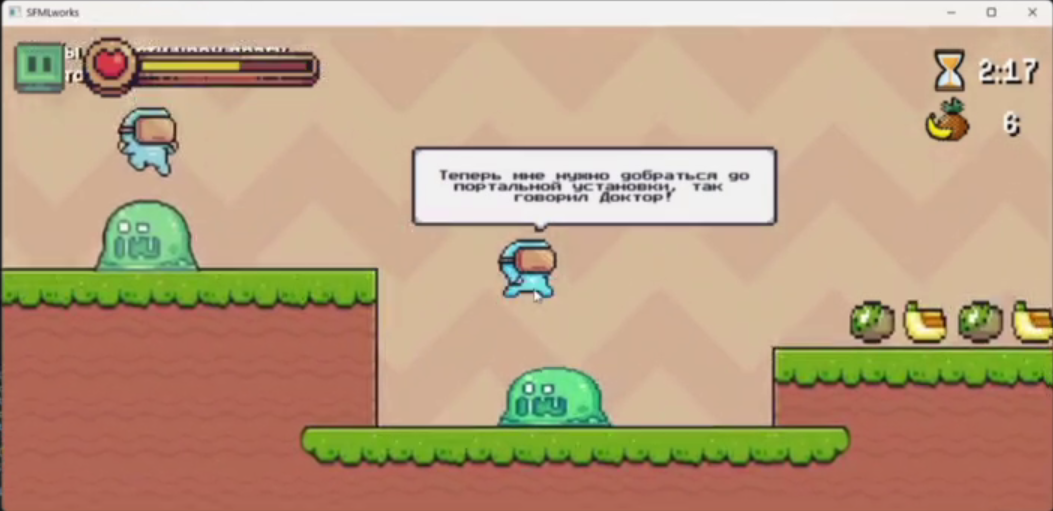 SFMLworks
2:17
6
Теперь мне нужно добраться до
портальной установки, так
говорил Доктор!